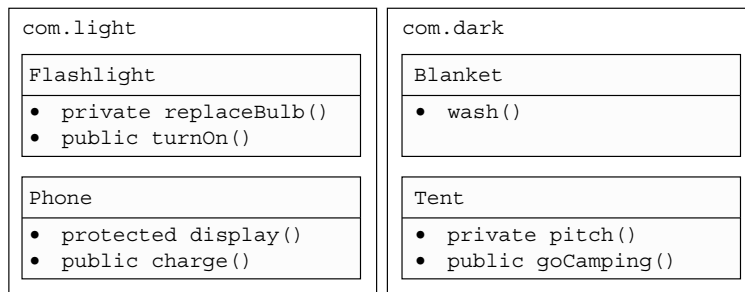 com.light
Flashlight
• private replaceBulb()
• public turnOn()
Phone
• protected display()
• public charge()
com.dark
Blanket
• wash()
Tent
• private pitch()
• public goCamping()